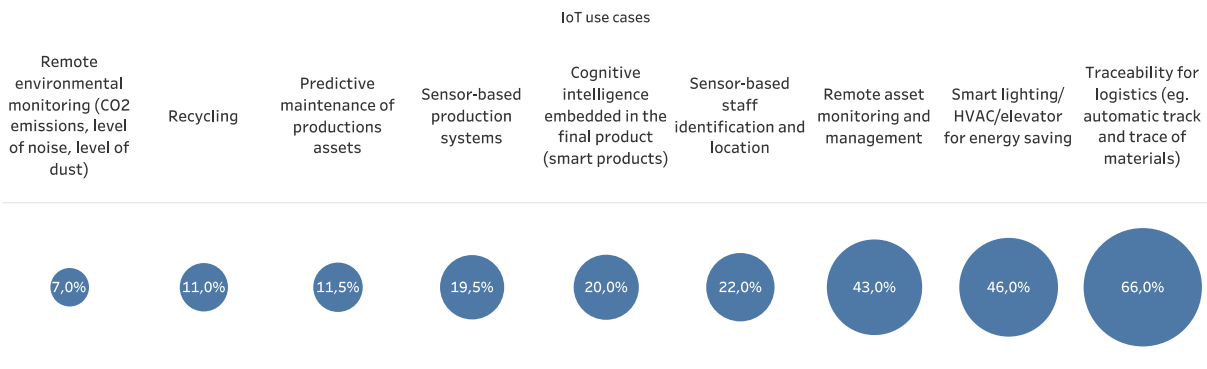 IoT use cases
Remote
environmental
monitoring (CO2
emissions, level
of noise, level of
dust)
Recycling
Predictive
maintenance of
productions
assets
Sensor-based
production
systems
Cognitive
intelligence
embedded in the
final product
(smart products)
Sensor-based
staff
identification and
location
Remote asset
monitoring and
management
Smart lighting/
HVAC/elevator
for energy saving
Traceability for
logistics (eg.
automatic track
and trace of
materials)
7,0%
11,0%
11,5%
19,5%
20,0%
22,0%
43,0%
46,0%
66,0%